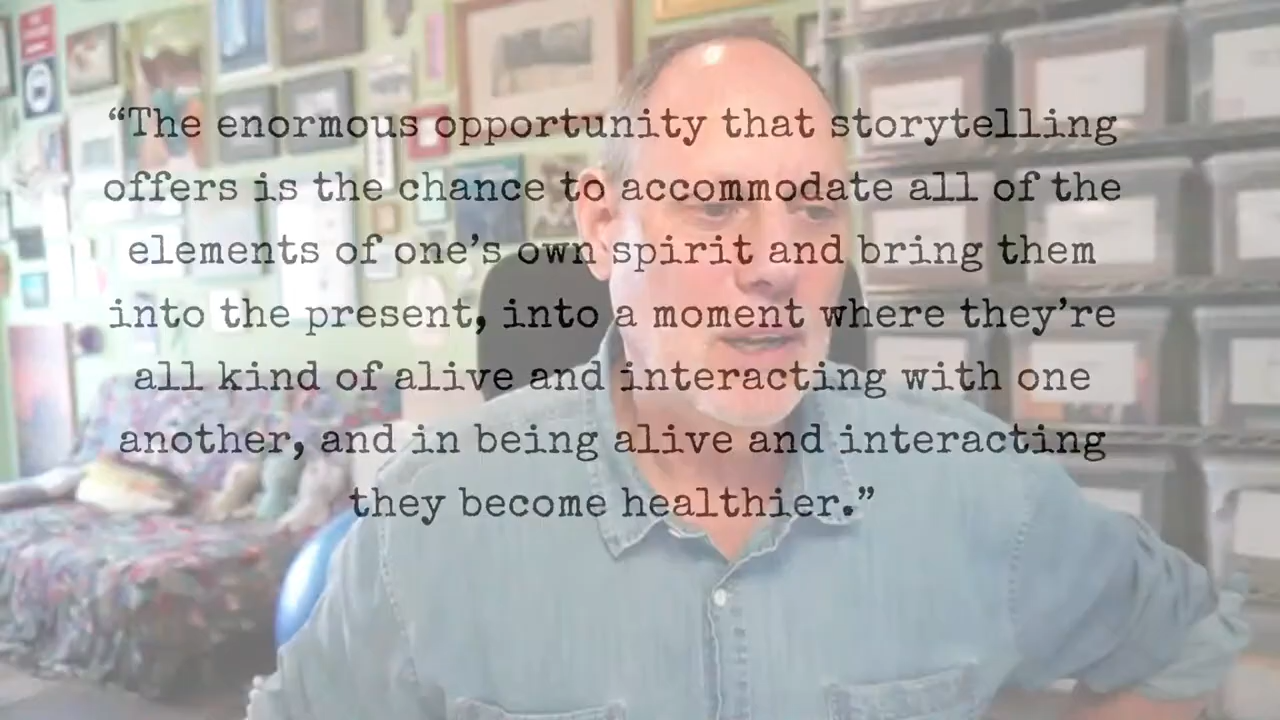 “The enormous opportunity that storytelling
offers is the chance to accommodate all of the
elements of one’s own spirit and bring them
into the present, into a moment where they’re
all kind of alive and interacting with one
another, and in being alive and interacting
they become healthier.”